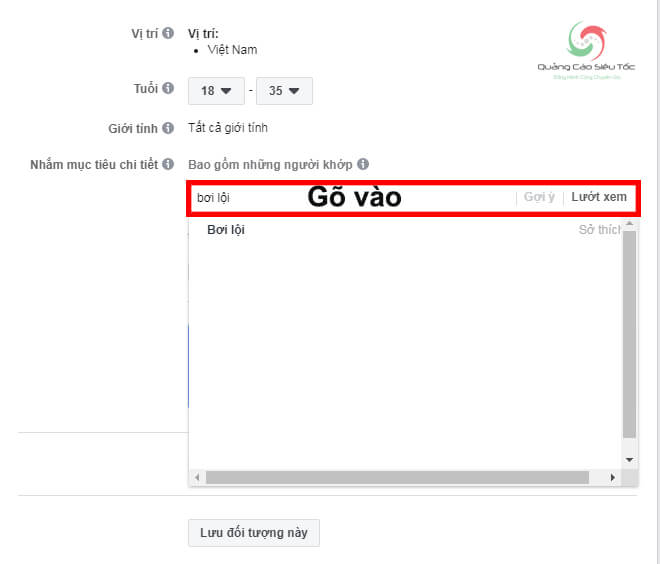 Vị trí
Vị trí:
Việt Nam
Quảng Cáo Siêu Tốc
Tuổi
18 - 35
Giới tính
Tất cả giới tính
Nhắm mục tiêu chi tiết
Bao gồm những người khớp
bơi lội Gõ vào | Gợi ý | Lướt xem
Bơi lội Sở thích
Lưu đối tượng này